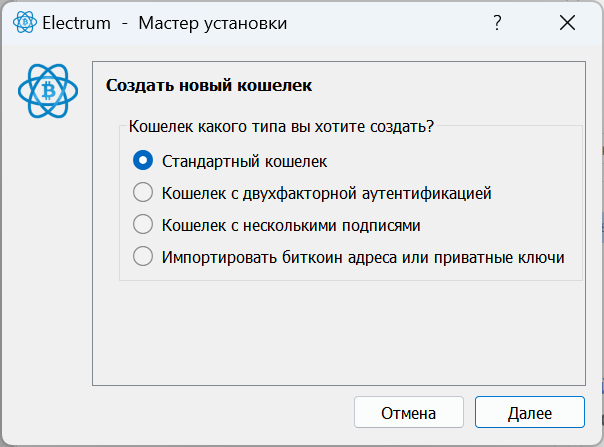 Electrum - Мастер установки
?
Создать новый кошелек
Кошелек какого типа вы хотите создать?
Стандартный кошелек
Кошелек с двухфакторной аутентификацией
Кошелек с несколькими подписями
Импортировать биткоин адреса или приватные ключи
Отмена
Далее